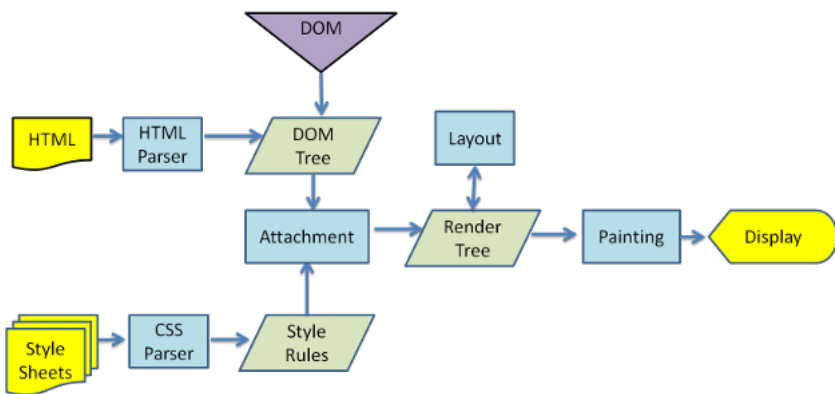 DOM
HTML
HTML
Parser
DOM
Tree
Layout
Attachment
Render
Tree
Painting
Display
Style
Sheets
CSS
Parser
Style
Rules